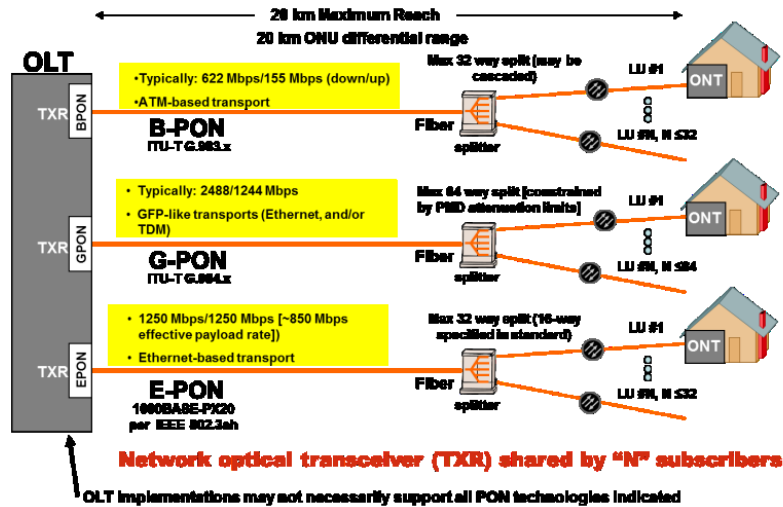 20 km Maximum Reach
20 km ONU differential range
OLT
•Typically: 622 Mbps/155 Mbps (down/up)
•ATM-based transport
Max 32 way split (may be
cascaded)
LU #1
ONT
TXR
BPON
B-PON
ITU-T G.983.x
Fiber
splitter
LU #N, N ≤32
• Typically: 2488/1244 Mbps
• GFP-like transports (Ethernet, and/or
TDM)
Max 64 way split [constrained
by PMD attenuation limits]
LU #1
ONT
TXR
GPON
G-PON
ITU-T G.984.x
Fiber
splitter
LU #N, N ≤64
• 1250 Mbps/1250 Mbps [~850 Mbps
effective payload rate])
• Ethernet-based transport
Max 32 way split (16-way
specified in standard)
LU #1
ONT
TXR
EPON
E-PON
1000BASE-PX20
per IEEE 802.3ah
Fiber
splitter
LU #N, N ≤32
Network optical transceiver (TXR) shared by “N” subscribers
OLT implementations may not necessarily support all PON technologies indicated